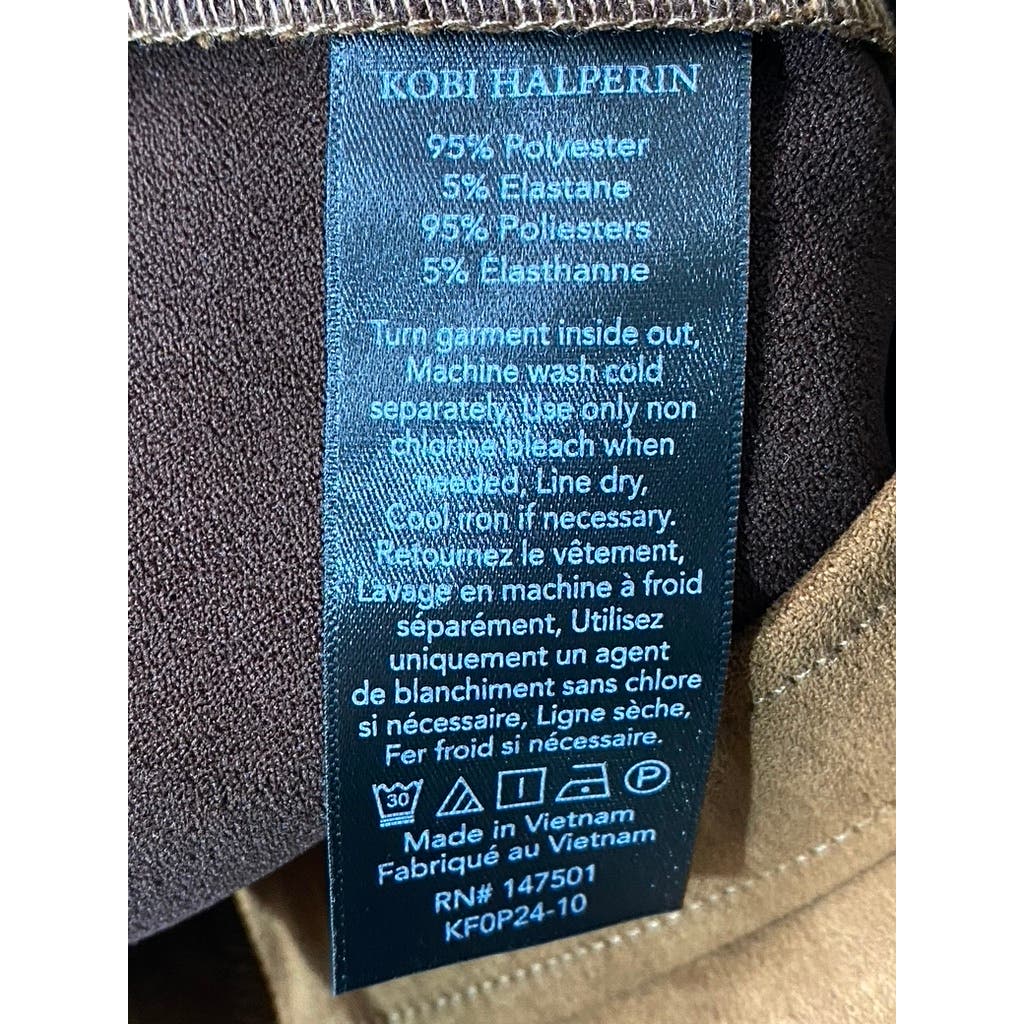 KOBI HALPERIN
95% Polyester
5% Elastane
95% Poliesters
5% Elasthanne
Turn garment inside out,
Machine wash cold
separately, Use only non
chlorine bleach when
needed, Line dry,
Cool iron if necessary.
Retournez le vêtement,
Lavage en machine à froid
séparément, Utilisez
uniquement un agent
de blanchiment sans chlore
si nécessaire, Ligne sèche,
Fer froid si nécessaire.
30 P
Made in Vietnam
Fabriqué au Vietnam
RN# 147501
KF0P24-10